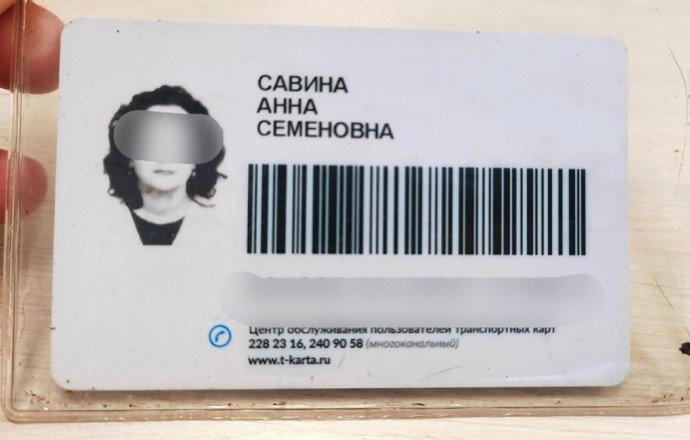 САВИНА
АННА
СЕМЕНОВНА
Центр обслуживания пользователей транспортных карт
228 23 16, 240 90 58 (многоканальный)
www.t-karta.ru